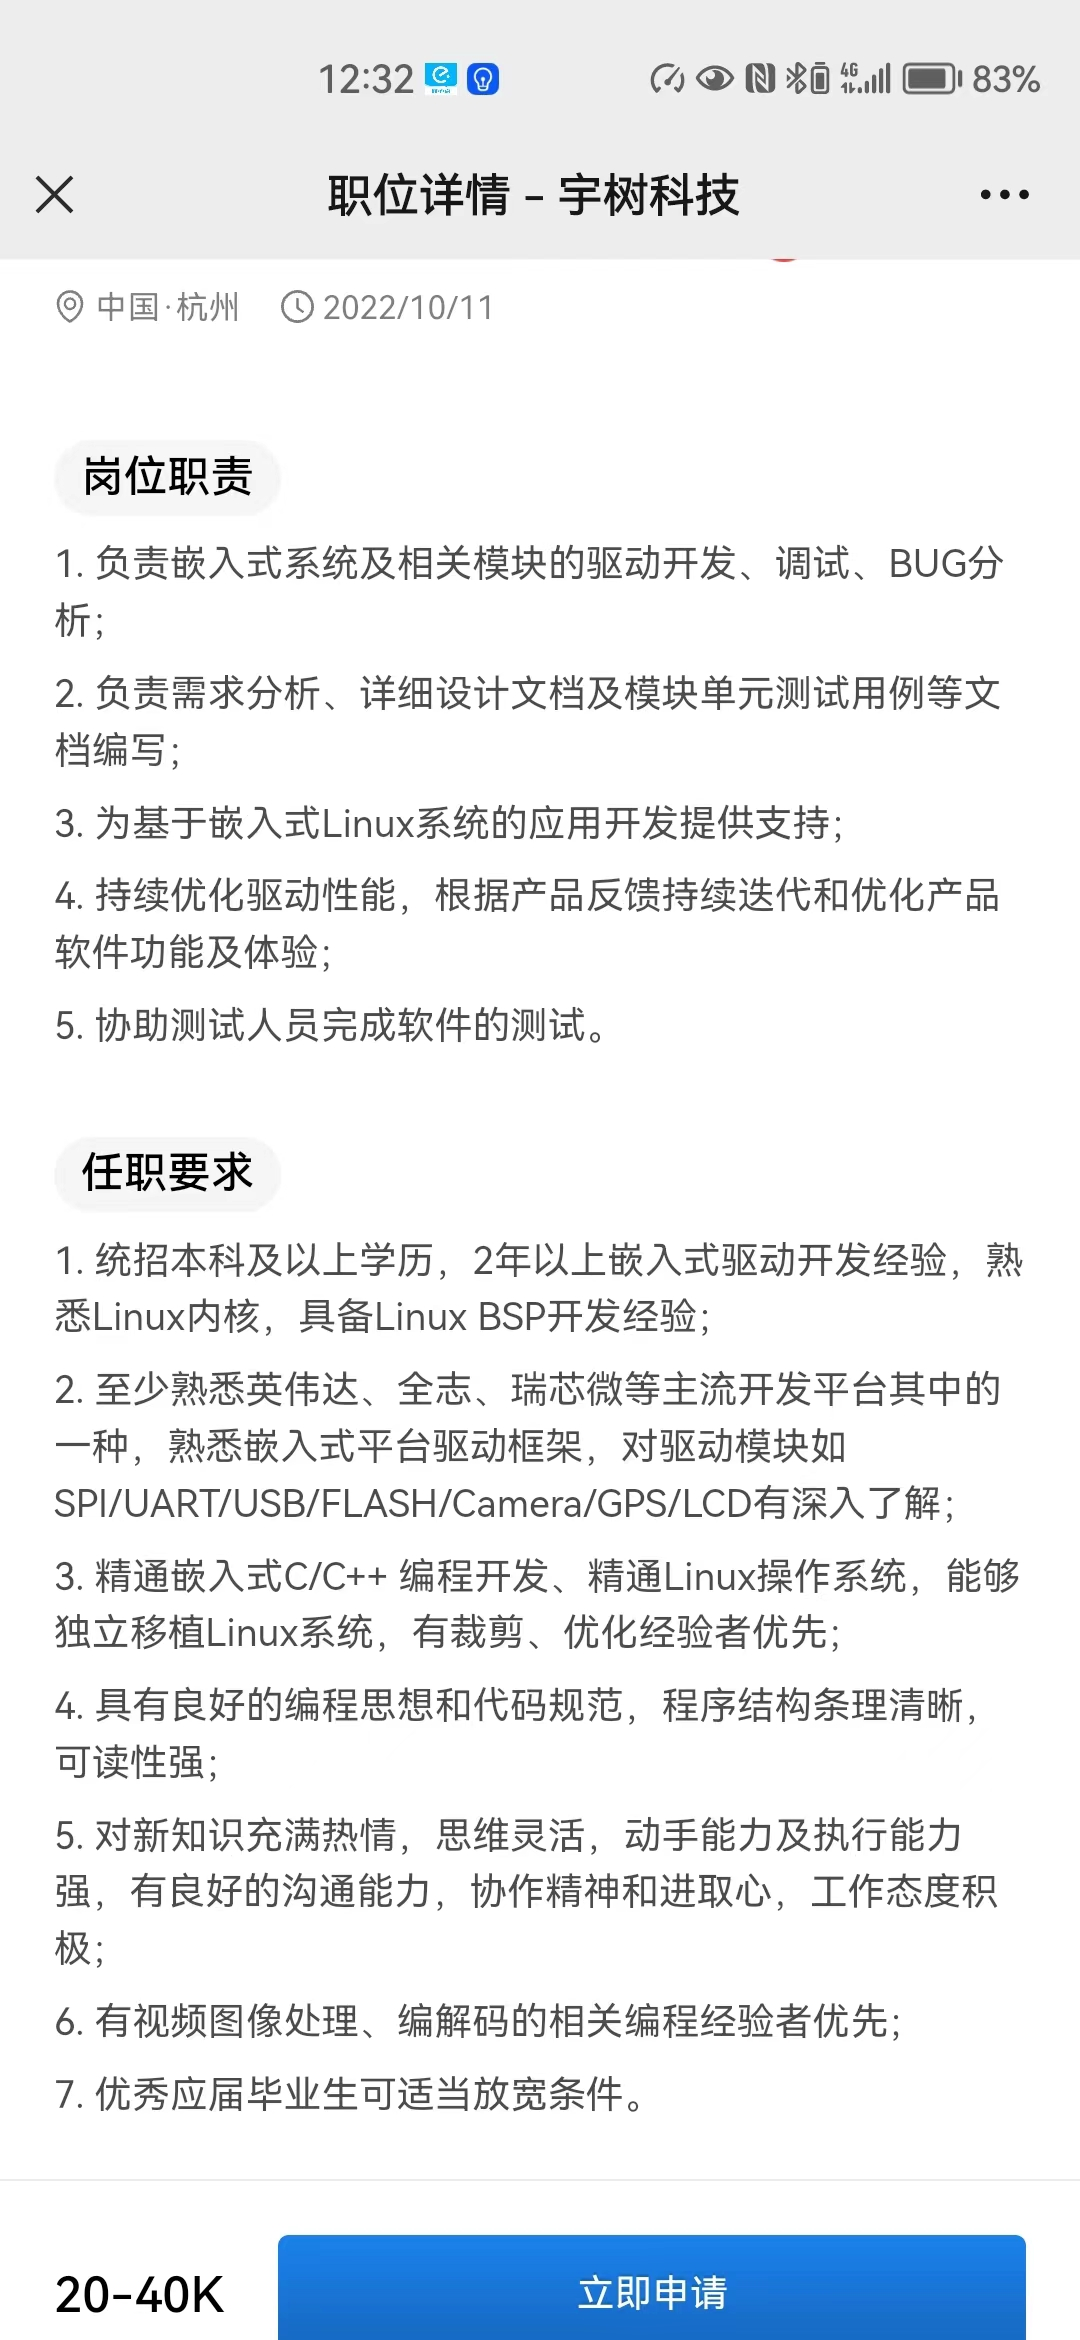 12:32
4G
83%
职位详情 – 宇树科技
中国·杭州 2022/10/11
岗位职责
1. 负责嵌入式系统及相关模块的驱动开发、调试、BUG分
析；
2. 负责需求分析、详细设计文档及模块单元测试用例等文
档编写；
3. 为基于嵌入式Linux系统的应用开发提供支持；
4. 持续优化驱动性能，根据产品反馈持续迭代和优化产品
软件功能及体验；
5. 协助测试人员完成软件的测试。
任职要求
1. 统招本科及以上学历，2年以上嵌入式驱动开发经验，熟
悉Linux内核，具备Linux BSP开发经验；
2. 至少熟悉英伟达、全志、瑞芯微等主流开发平台其中的
一种，熟悉嵌入式平台驱动框架，对驱动模块如
SPI/UART/USB/FLASH/Camera/GPS/LCD有深入了解；
3. 精通嵌入式C/C++ 编程开发、精通Linux操作系统，能够
独立移植Linux系统，有裁剪、优化经验者优先；
4. 具有良好的编程思想和代码规范，程序结构条理清晰，
可读性强；
5. 对新知识充满热情，思维灵活，动手能力及执行能力
强，有良好的沟通能力，协作精神和进取心，工作态度积
极；
6. 有视频图像处理、编解码的相关编程经验者优先；
7. 优秀应届毕业生可适当放宽条件。
20-40K
立即申请